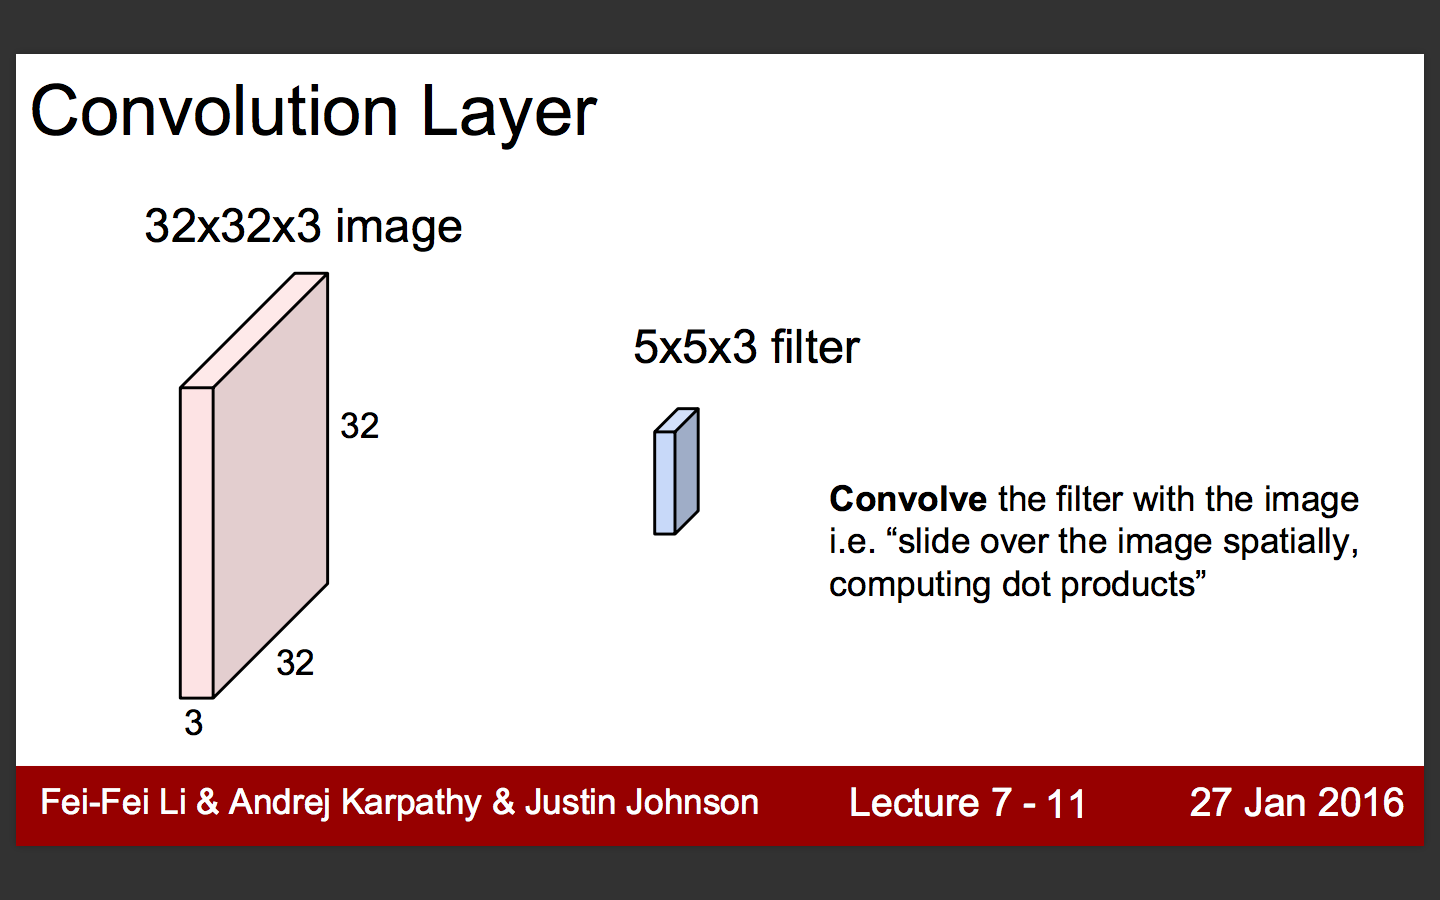 Convolution Layer
32x32x3 image
32
32
3
5x5x3 filter
Convolve the filter with the image
i.e. “slide over the image spatially,
computing dot products”
Fei-Fei Li & Andrej Karpathy & Justin Johnson
Lecture 7 - 11
27 Jan 2016